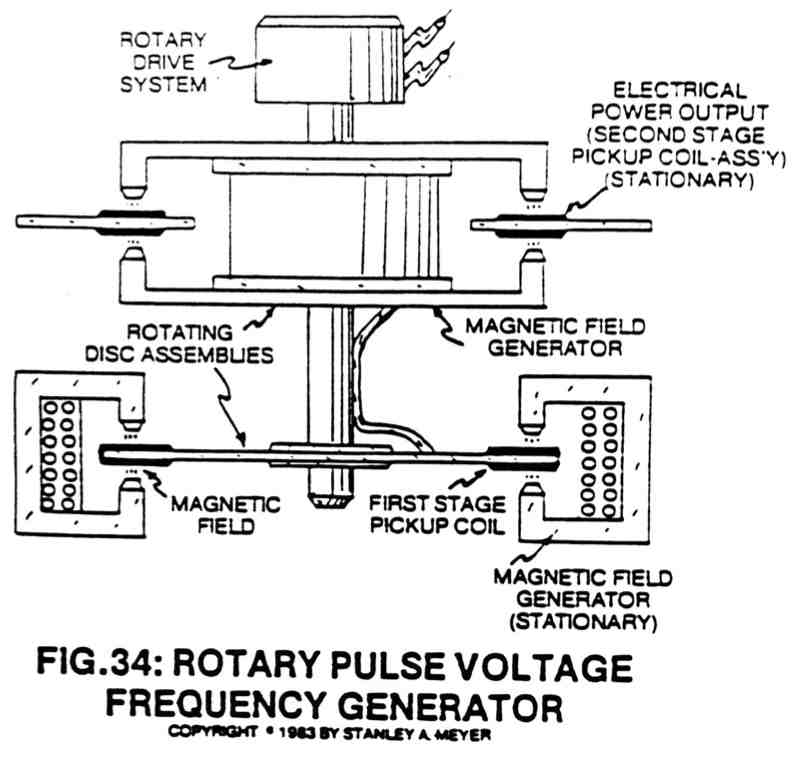 ROTARY
DRIVE
SYSTEM
ELECTRICAL
POWER OUTPUT
(SECOND STAGE
PICKUP COIL-ASS'Y)
(STATIONARY)
ROTATING
DISC ASSEMBLIES
MAGNETIC FIELD
GENERATOR
MAGNETIC
FIELD
FIRST STAGE
PICKUP COIL
MAGNETIC FIELD
GENERATOR
(STATIONARY)
FIG.34: ROTARY PULSE VOLTAGE
FREQUENCY GENERATOR
COPYRIGHT © 1983 BY STANLEY A. MEYER